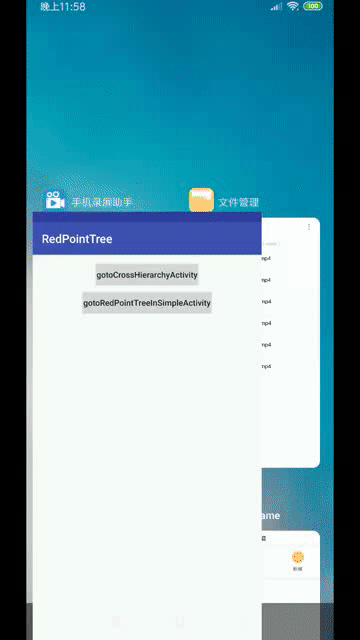 晚上11:58
100
手机录屏助手
文件管理
RedPointTree
gotoCrossHierarchyActivity
gotoRedPointTreeInSimpleActivity
mp4
mp4
mp4
mp4
mp4
mp4
ame